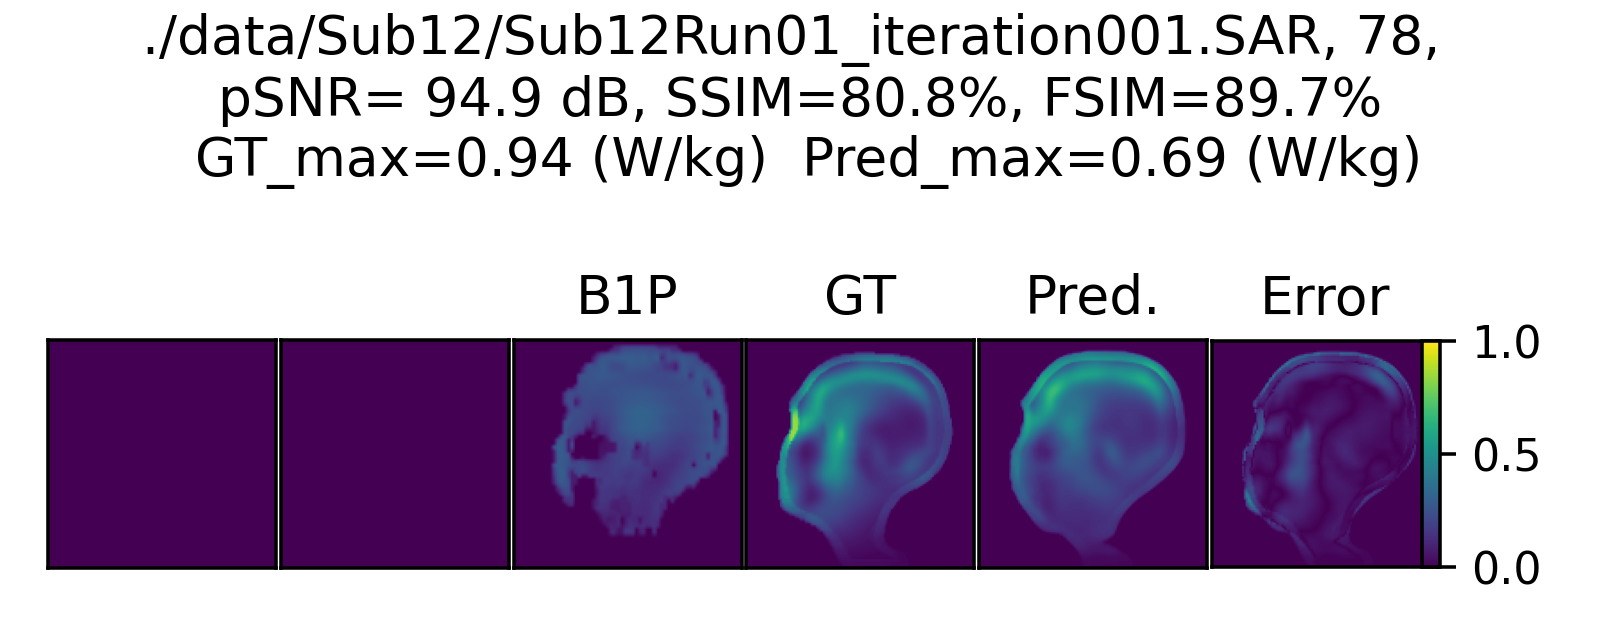 ./data/Sub12/Sub12Run01_iteration001.SAR, 78,
pSNR= 94.9 dB, SSIM=80.8%, FSIM=89.7%
GT_max=0.94 (W/kg)  Pred_max=0.69 (W/kg)
B1P GT Pred. Error
1.0
0.5
0.0